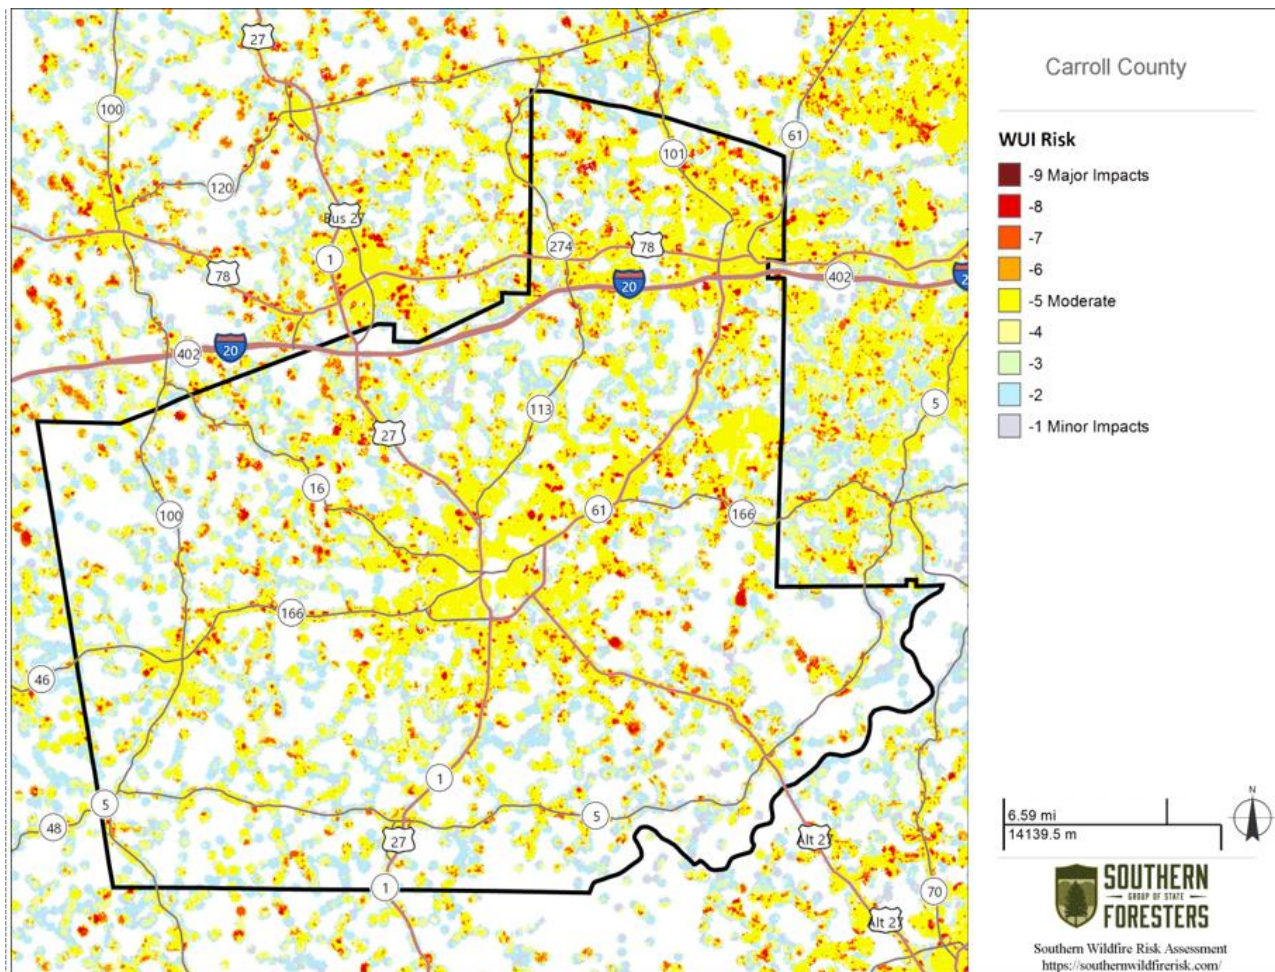 27
100
61
101
120
Bus 27
274
78
1
78
20
402
2
20
402
5
113
27
16
61
166
100
166
46
1
5
5
48
27
Alt 27
1
70
Alt 27
Carroll County
WUI Risk
-9 Major Impacts
-8
-7
-6
-5 Moderate
-4
-3
-2
-1 Minor Impacts
N
6.59 mi
14139.5 m
SOUTHERN
GROUP OF STATE
FORESTERS
Southern Wildfire Risk Assessment
https://southernwildfirerisk.com/